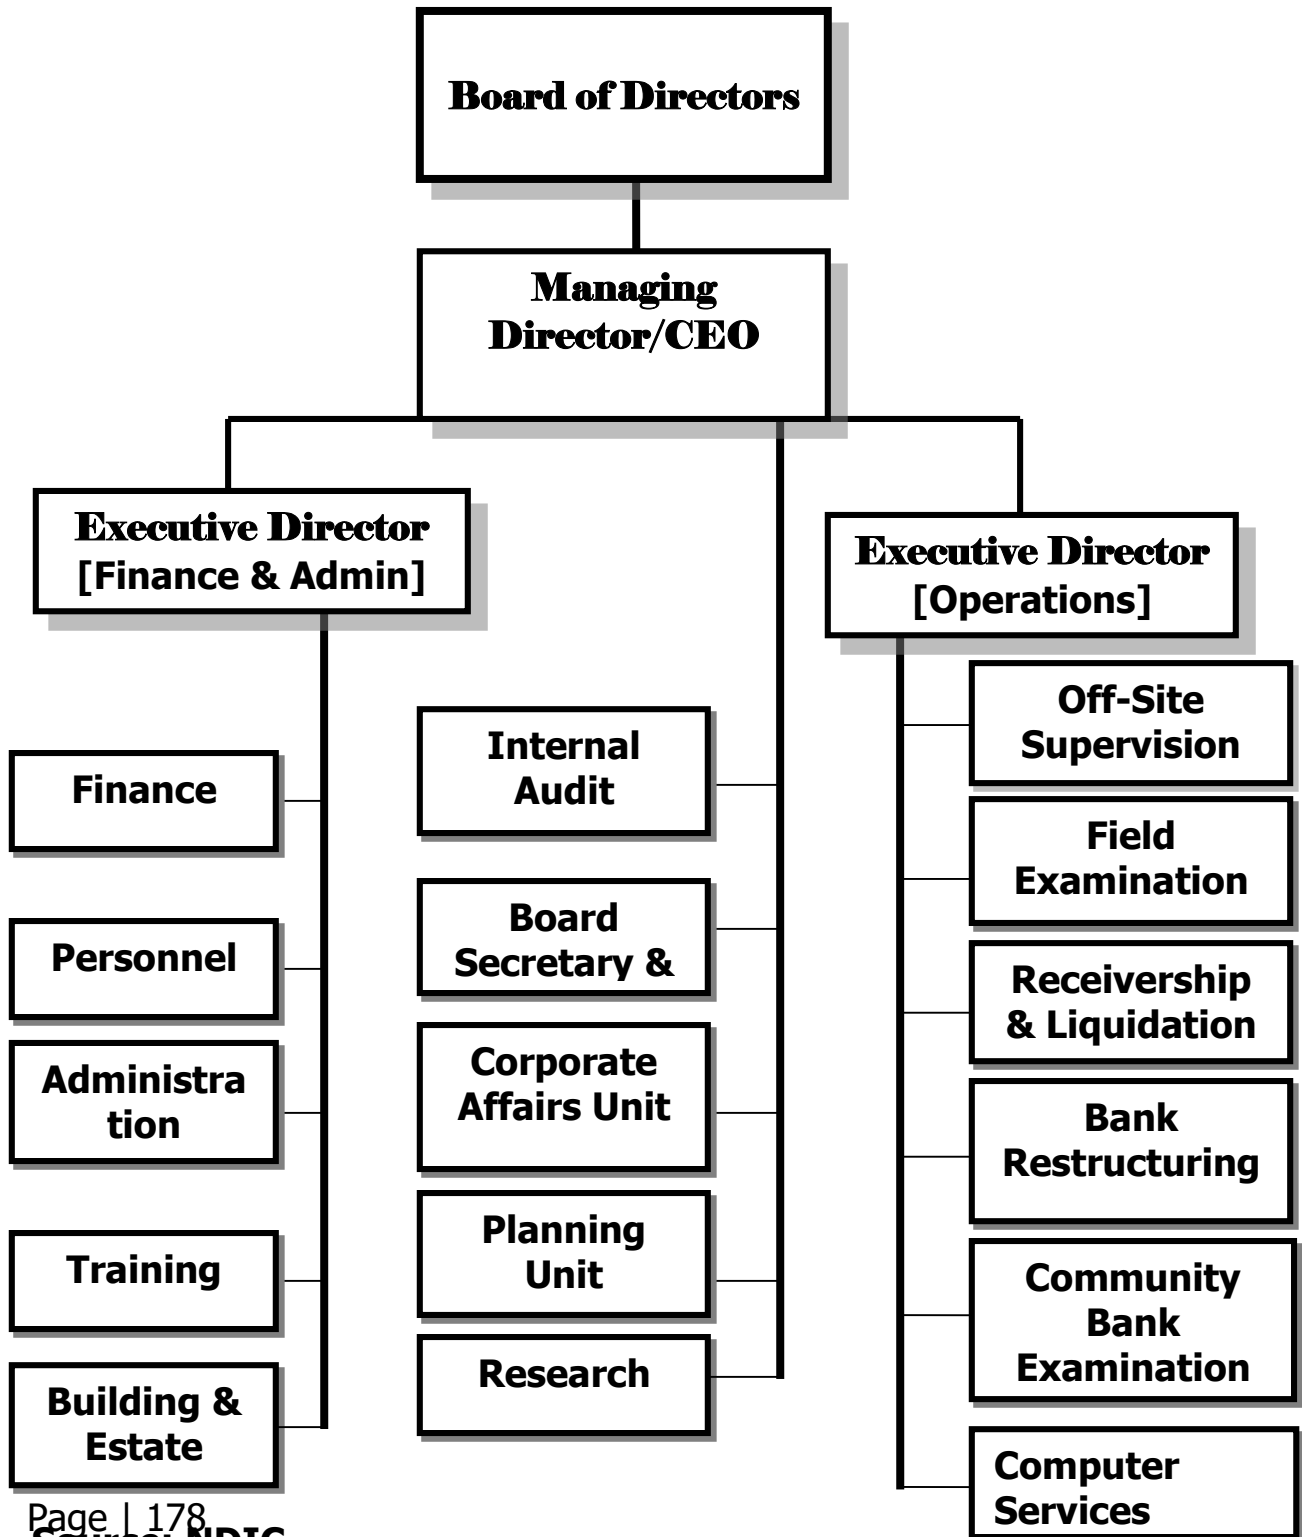 Board of Directors
Managing
Director/CEO
Executive Director
[Finance & Admin]
Executive Director
[Operations]
Finance
Personnel
Administra
tion
Training
Building &
Estate
Internal
Audit
Board
Secretary &
Corporate
Affairs Unit
Planning
Unit
Research
Off-Site
Supervision
Field
Examination
Receivership
& Liquidation
Bank
Restructuring
Community
Bank
Examination
Computer
Services
Page | 178
Source: NDIC